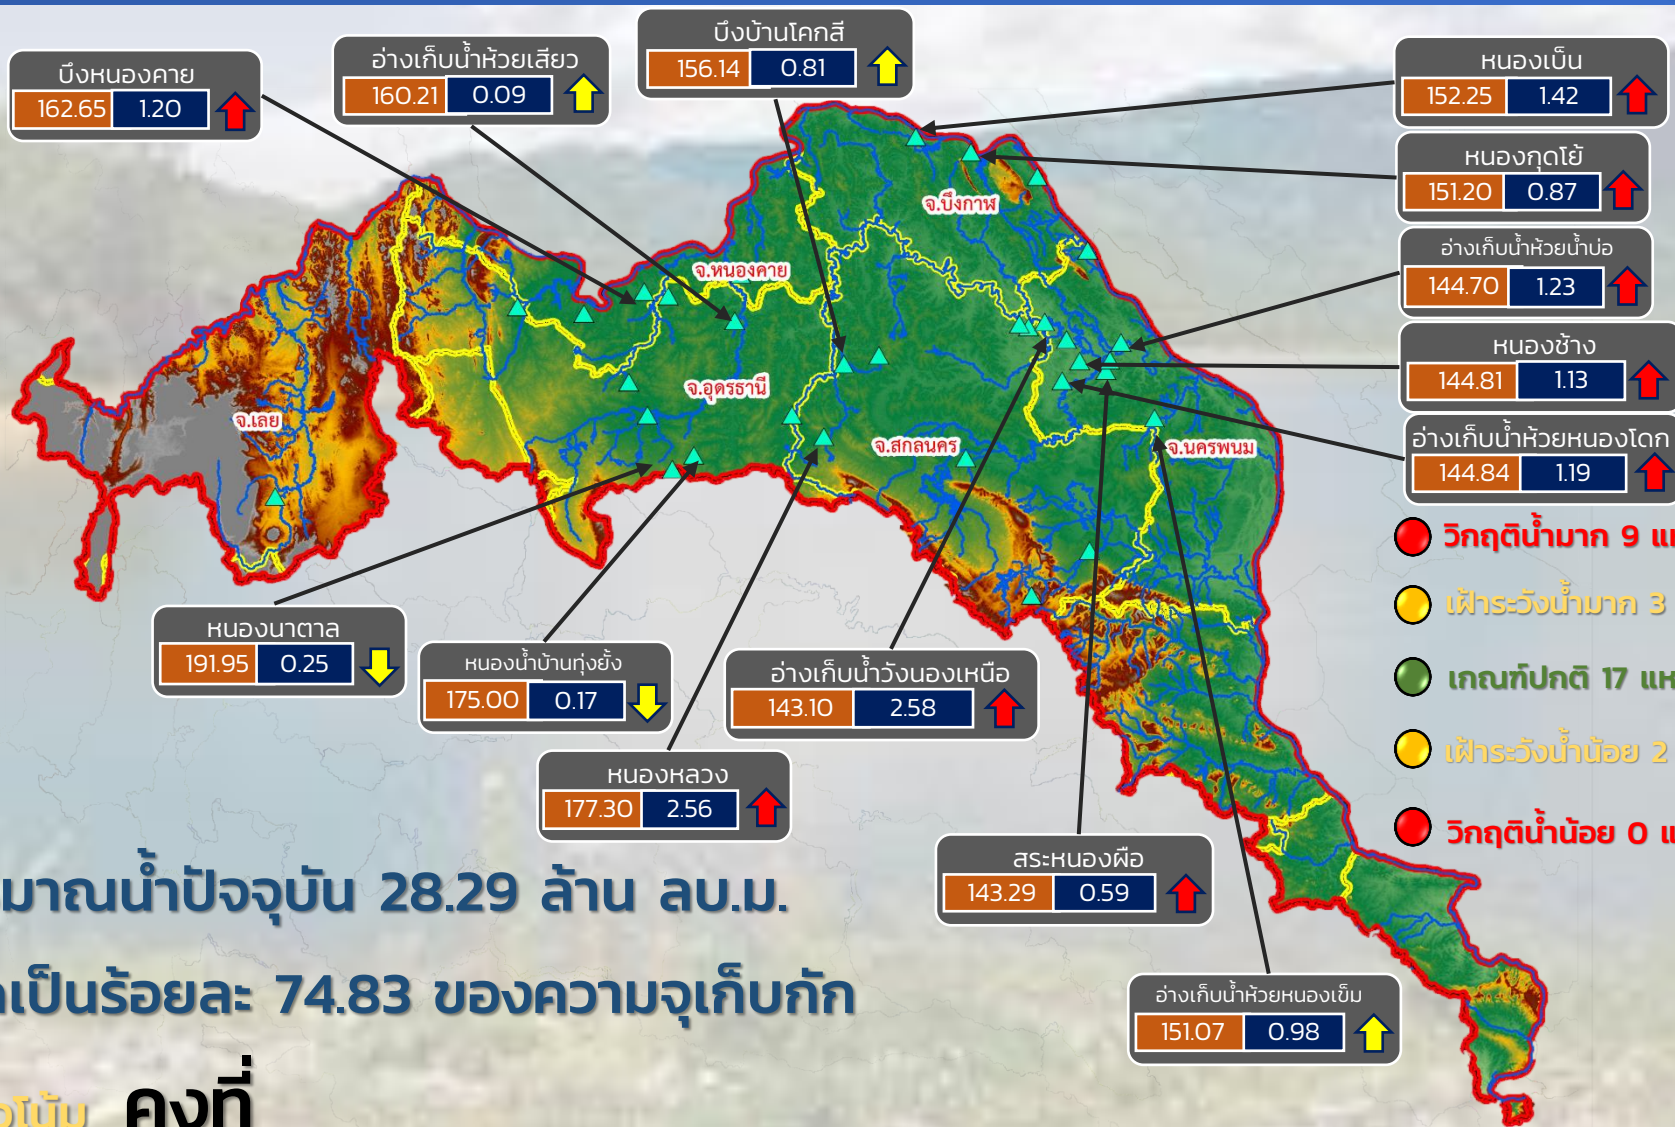 บึงหนองคาย
162.65 1.20
อ่างเก็บน้ำห้วยเสียว
160.21 0.09
บึงบ้านโคกสี
156.14 0.81
หนองเบ็น
152.25 1.42
หนองกุดโย้
151.20 0.87
อ่างเก็บน้ำห้วยน้ำบ่อ
144.70 1.23
หนองช้าง
144.81 1.13
อ่างเก็บน้ำห้วยหนองโดก
144.84 1.19
จ.บึงกาฬ
จ.หนองคาย
จ.อุดรธานี
จ.เลย
จ.สกลนคร
จ.นครพนม
หนองนาตาล
191.95 0.25
หนองน้ำบ้านทุ่งยั้ง
175.00 0.17
อ่างเก็บน้ำวังนองเหนือ
143.10 2.58
หนองหลวง
177.30 2.56
สระหนองผือ
143.29 0.59
อ่างเก็บน้ำห้วยหนองเข็ม
151.07 0.98
วิกฤติน้ำมาก 9
เฝ้าระวังน้ำมาก 3
เกณฑ์ปกติ 17
เฝ้าระวังน้ำน้อย 2
วิกฤติน้ำน้อย 0
มาณน้ำปัจจุบัน 28.29 ล้าน ลบ.ม.
เป็นร้อยละ 74.83 ของความจุเก็บกัก
โน้ม คงที่